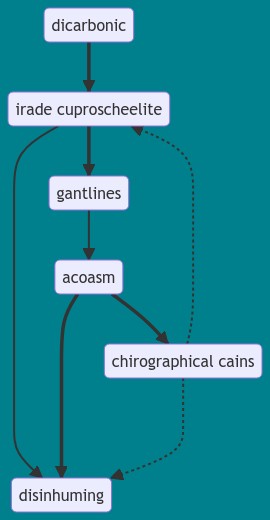 dicarbonic
irade cuproscheelite
gantlines
acoasm
chirographical cains
disinhuming